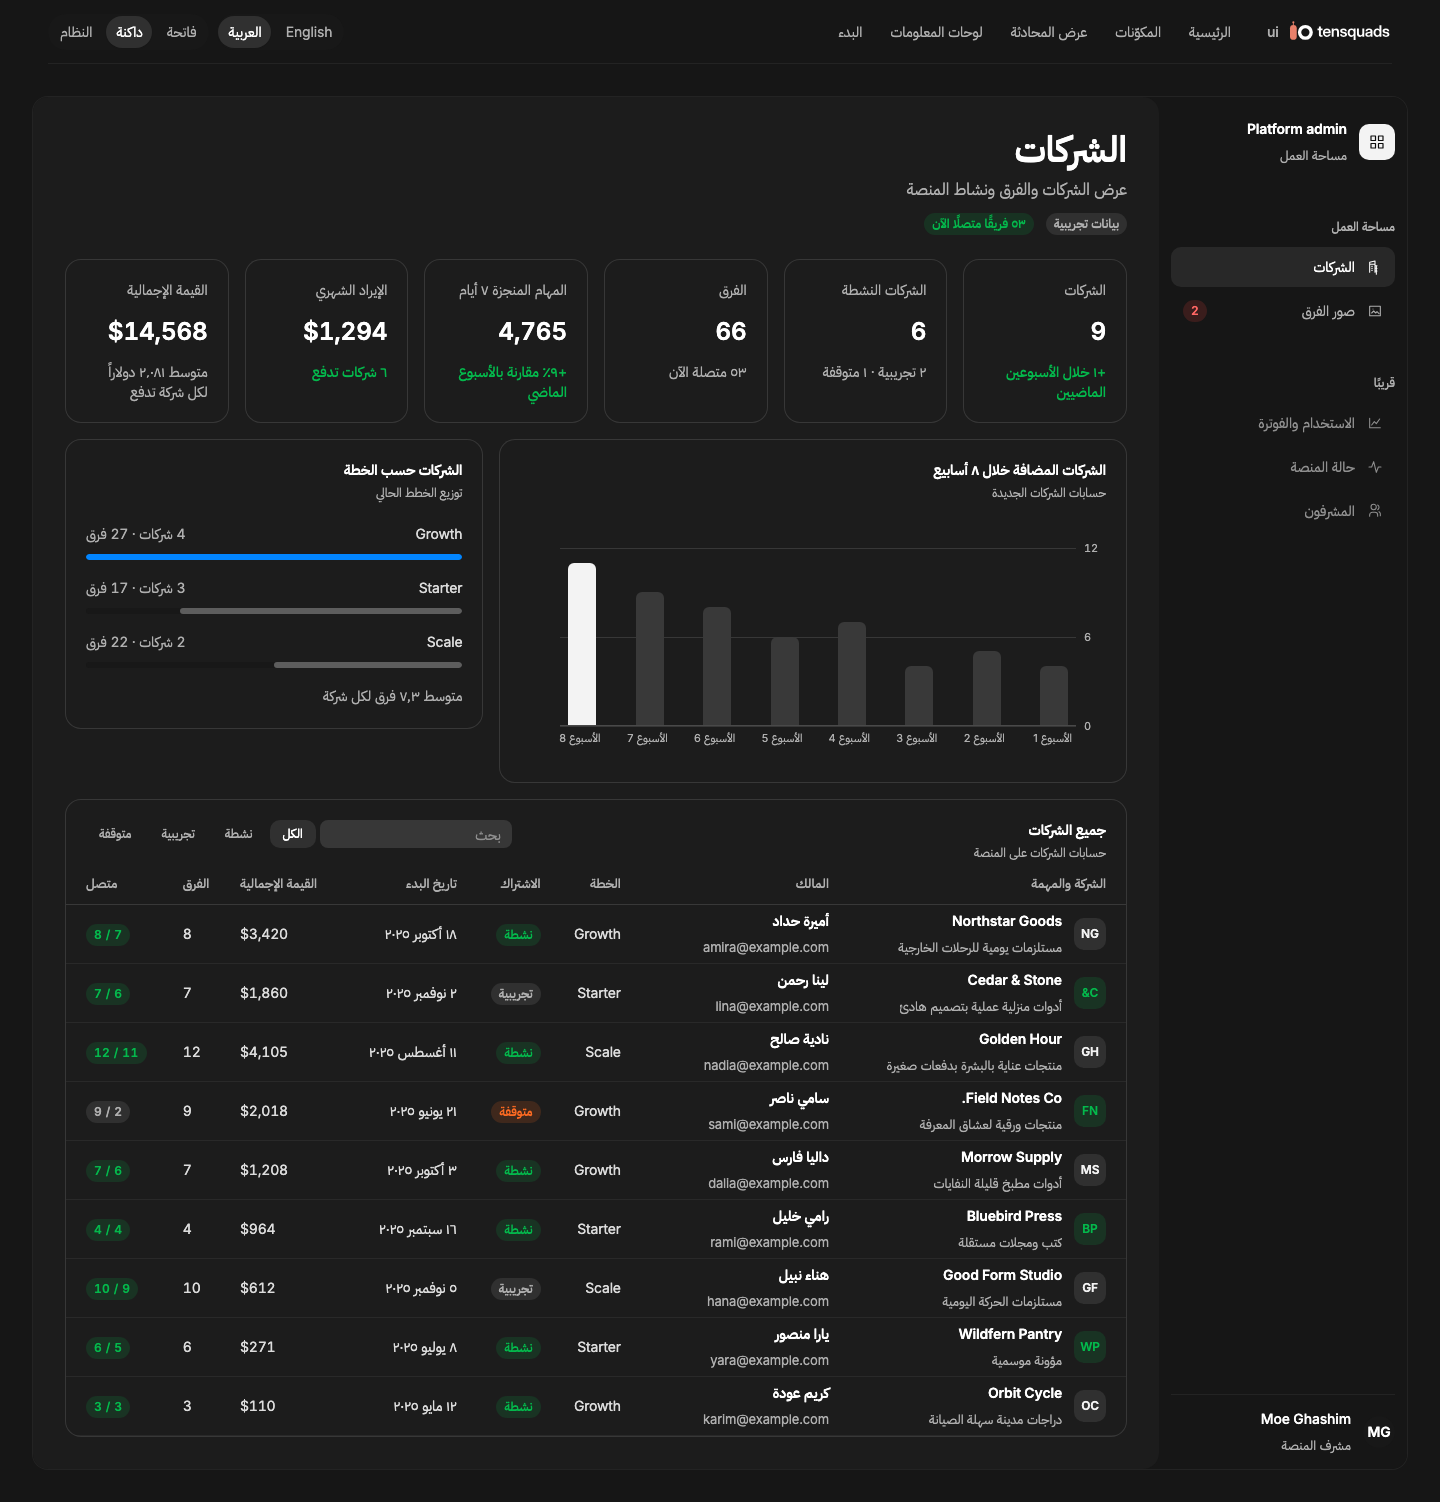 tensquads ui
الرئيسية
المكوّنات
عرض المحادثة
لوحات المعلومات
البدء
English
العربية
فاتحة
داكنة
النظام
Platform admin
مساحة العمل
مساحة العمل
الشركات
صور الفرق
2
قريبًا
الاستخدام والفوترة
حالة المنصة
المشرفون
MG
Moe Ghashim
مشرف المنصة
الشركات
عرض الشركات والفرق ونشاط المنصة
بيانات تجريبية
٥٣ فريقًا متصلًا الآن
الشركات
9
+١ خلال الأسبوعين
الماضيين
الشركات النشطة
6
٢ تجريبية · ١ متوقفة
الفرق
66
٥٣ متصلة الآن
المهام المنجزة ٧ أيام
4,765
+٩٪ مقارنة بالأسبوع
الماضي
الإيراد الشهري
$1,294
٦ شركات تدفع
القيمة الإجمالية
$14,568
متوسط ٢,٠٨١ دولاراً
لكل شركة تدفع
الشركات المضافة خلال ٨ أسابيع
حسابات الشركات الجديدة
12
6
0
الأسبوع 1
الأسبوع 2
الأسبوع 3
الأسبوع 4
الأسبوع 5
الأسبوع 6
الأسبوع 7
الأسبوع 8
الشركات حسب الخطة
توزيع الخطط الحالي
Growth
4 شركات · 27 فرق
Starter
3 شركات · 17 فرق
Scale
2 شركات · 22 فرق
متوسط ٧,٣ فرق لكل شركة
جميع الشركات
حسابات الشركات على المنصة
بحث
الكل
نشطة
تجريبية
متوقفة
الشركة والمهمة
المالك
الخطة
الاشتراك
تاريخ البدء
القيمة الإجمالية
الفرق
متصل
NG
Northstar Goods
مستلزمات يومية للرحلات الخارجية
أميرة حداد
amira@example.com
Growth
نشطة
١٨ أكتوبر ٢٠٢٥
$3,420
8
8 / 7
&C
Cedar & Stone
أدوات منزلية عملية بتصميم هادئ
لينا رحمن
lina@example.com
Starter
تجريبية
٢ نوفمبر ٢٠٢٥
$1,860
7
7 / 6
GH
Golden Hour
منتجات عناية بالبشرة بدفعات صغيرة
نادية صالح
nadia@example.com
Scale
نشطة
١١ أغسطس ٢٠٢٥
$4,105
12
12 / 11
FN
.Field Notes Co
منتجات ورقية لعشاق المعرفة
سامي ناصر
sami@example.com
Growth
متوقفة
٢١ يونيو ٢٠٢٥
$2,018
9
9 / 2
MS
Morrow Supply
أدوات مطبخ قليلة النفايات
داليا فارس
dalia@example.com
Growth
نشطة
٣ أكتوبر ٢٠٢٥
$1,208
7
7 / 6
BP
Bluebird Press
كتب ومجلات مستقلة
رامي خليل
rami@example.com
Starter
نشطة
١٦ سبتمبر ٢٠٢٥
$964
4
4 / 4
GF
Good Form Studio
مستلزمات الحركة اليومية
هناء نبيل
hana@example.com
Scale
تجريبية
٥ نوفمبر ٢٠٢٥
$612
10
10 / 9
WP
Wildfern Pantry
مؤونة موسمية
يارا منصور
yara@example.com
Starter
نشطة
٨ يوليو ٢٠٢٥
$271
6
6 / 5
OC
Orbit Cycle
دراجات مدينة سهلة الصيانة
كريم عودة
karim@example.com
Growth
نشطة
١٢ مايو ٢٠٢٥
$110
3
3 / 3